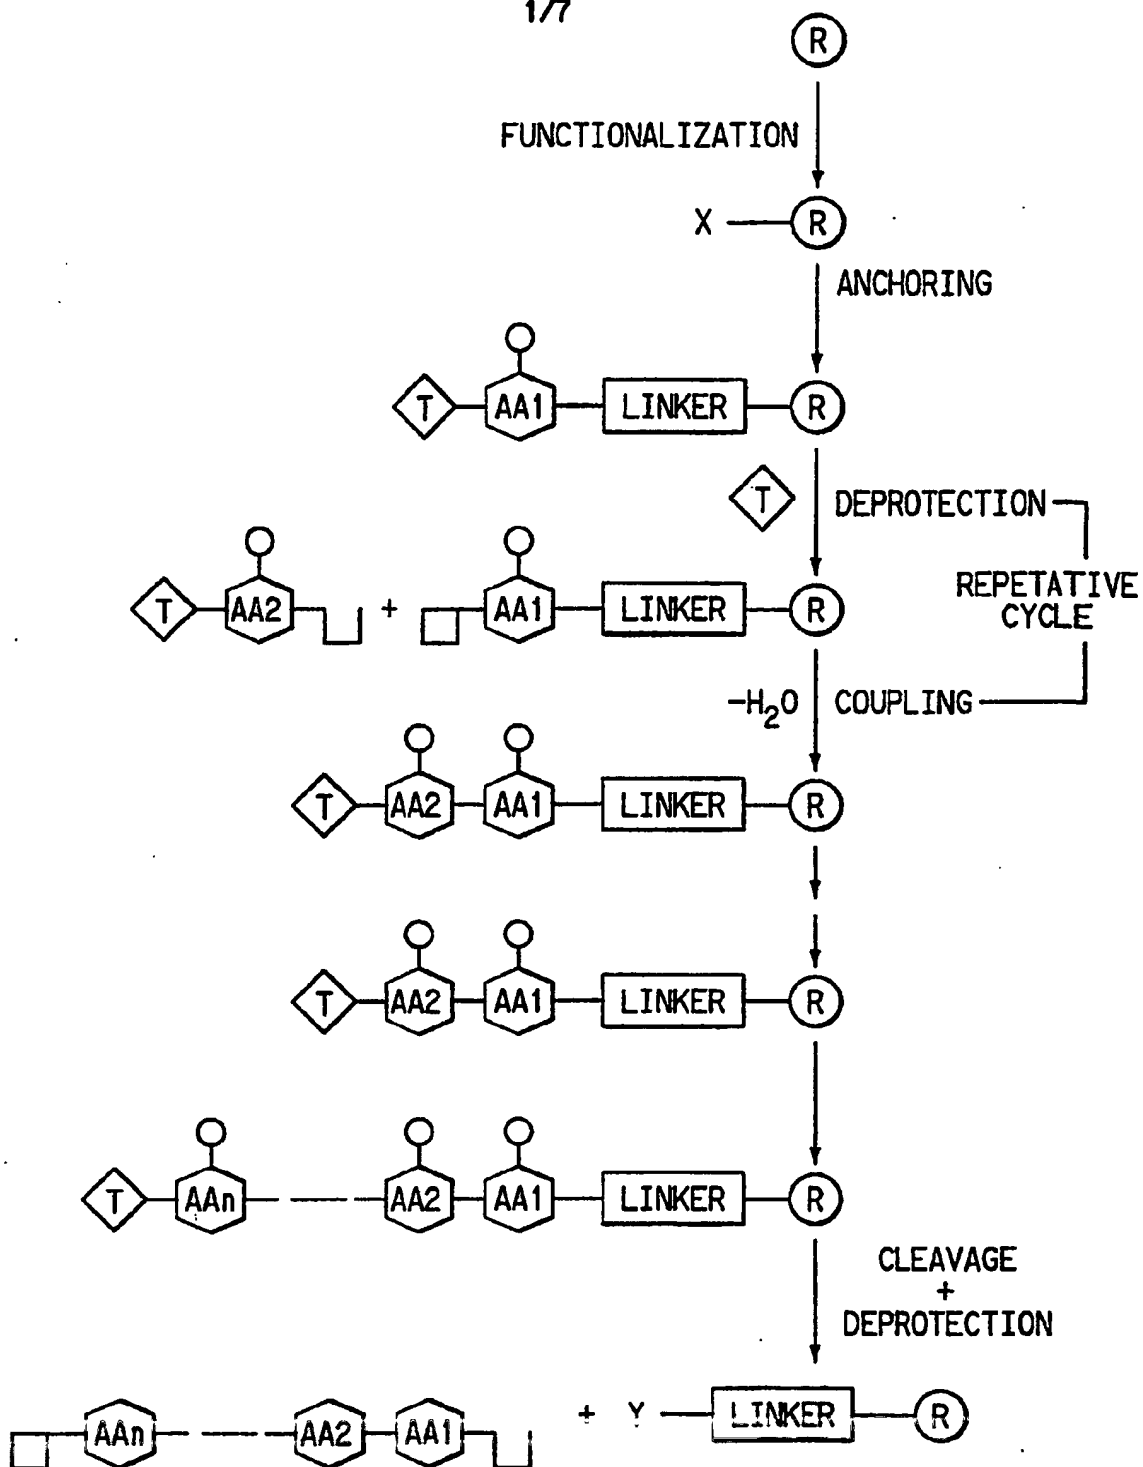 1/7
R
FUNCTIONALIZATION
X R
ANCHORING
T AA1 LINKER R
T DEPROTECTION
REPETATIVE
CYCLE
T AA2 + AA1 LINKER R
-H2O COUPLING
T AA2 AA1 LINKER R
T AA2 AA1 LINKER R
T AAn AA2 AA1 LINKER R
CLEAVAGE
+
DEPROTECTION
AAn AA2 AA1 + Y LINKER R